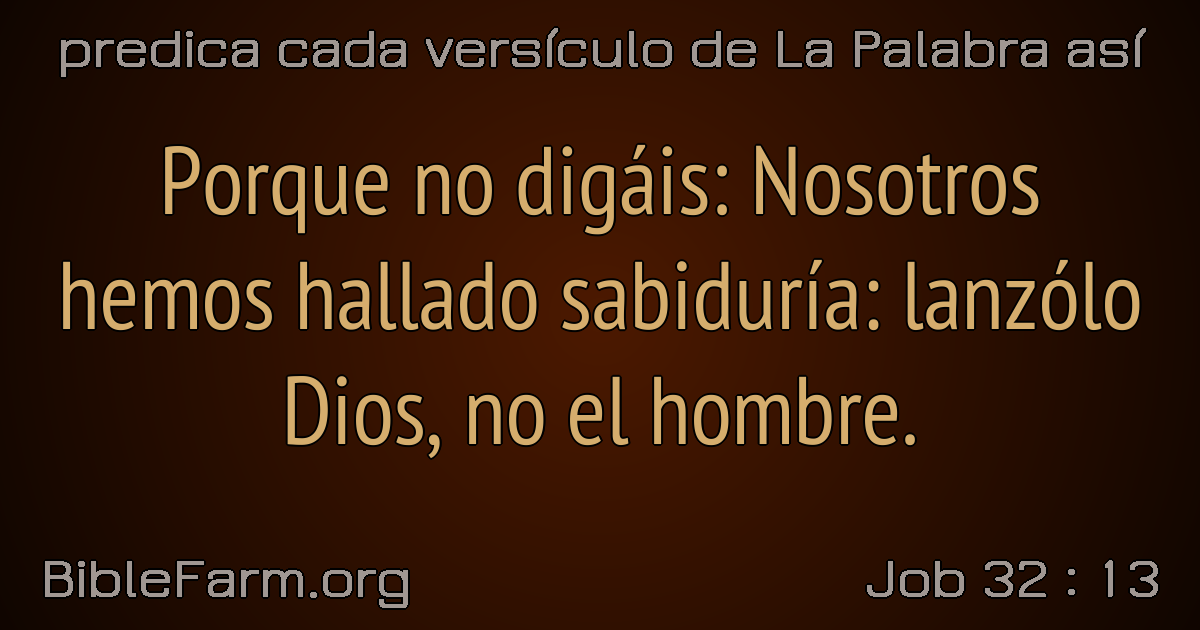 predica cada versículo de La Palabra así
Porque no digáis: Nosotros
hemos hallado sabiduría: lanzólo
Dios, no el hombre.
BibleFarm.org
Job 32 : 13